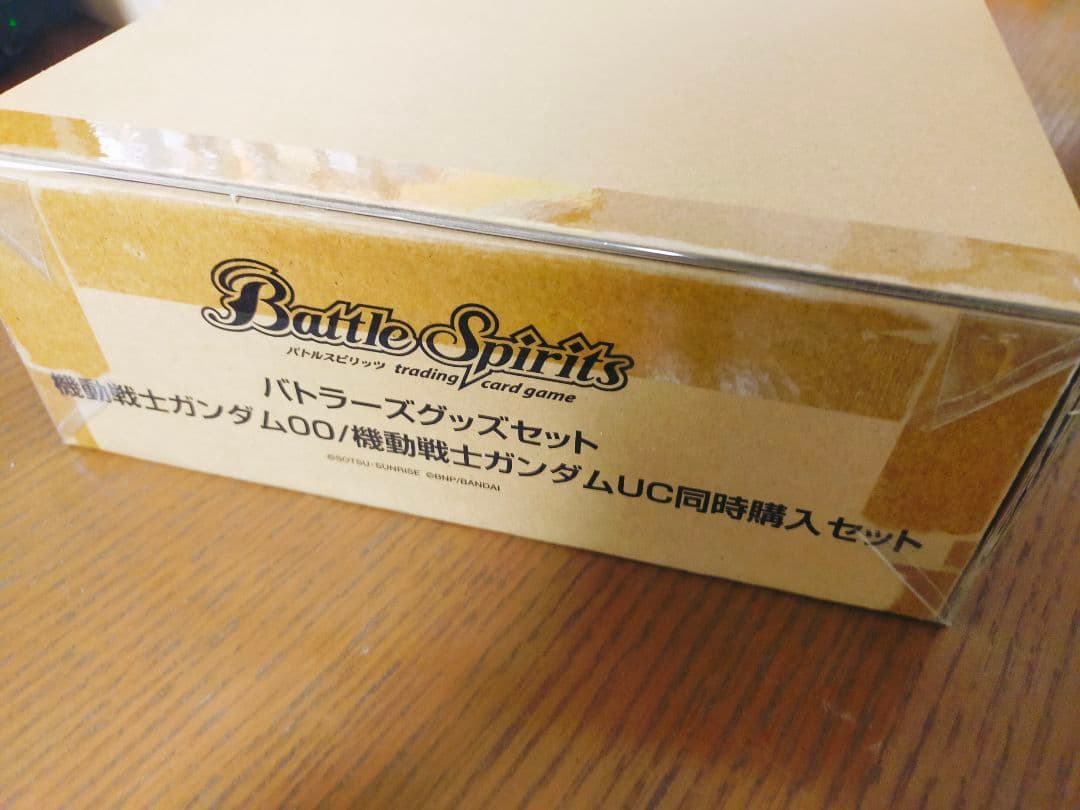 Battle Spirits
バトルスピリッツ trading card game
バトラーズグッズセット
機動戦士ガンダム00/機動戦士ガンダムUC同時購入セット
©SOTSU・SUNRISE ©BNP/BANDAI